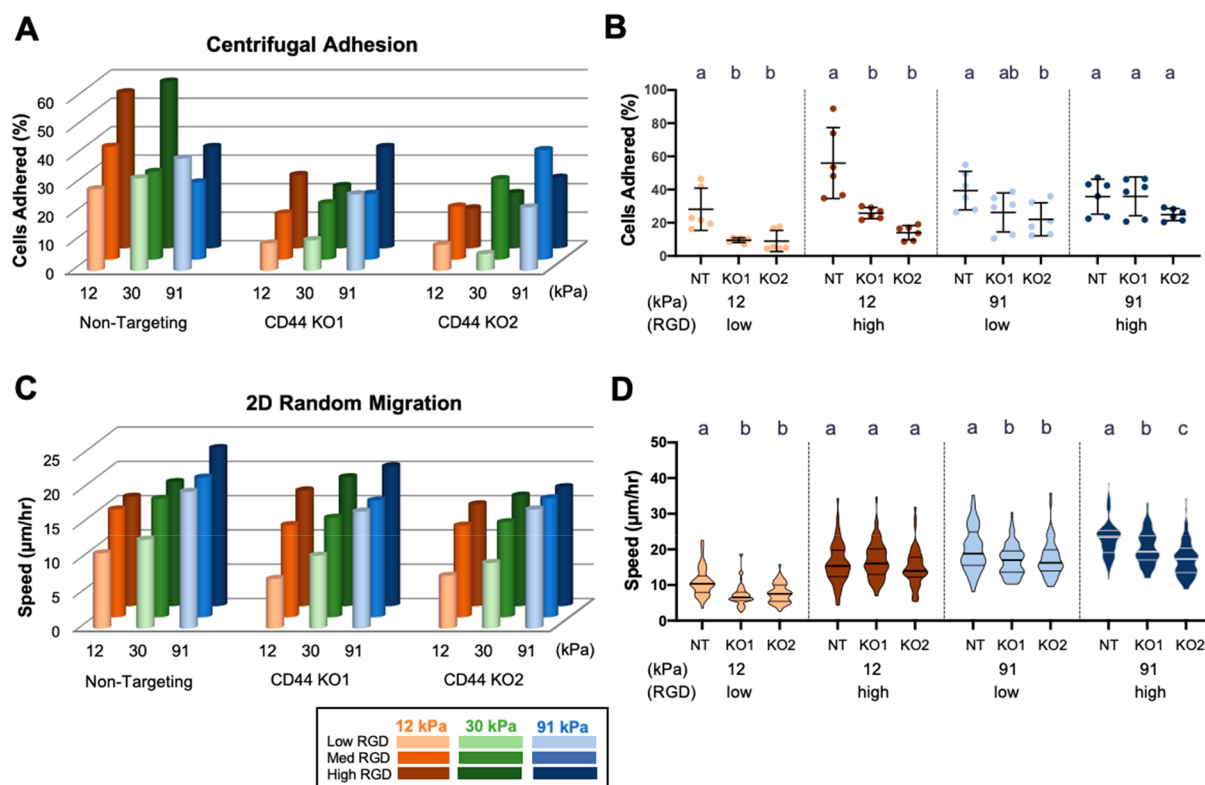 A
Centrifugal Adhesion
Cells Adhered (%)
60
50
40
30
20
10
0
12 30 91 12 30 91 12 30 91 (kPa)
Non-Targeting CD44 KO1 CD44 KO2
B
a b b a b b a ab b a a a
Cells Adhered (%)
100
80
60
40
20
0
NT KO1 KO2 NT KO1 KO2 NT KO1 KO2 NT KO1 KO2
(kPa) 12 12 91 91
(RGD) low high low high
C
2D Random Migration
Speed (µm/hr)
25
20
15
10
5
0
12 30 91 12 30 91 12 30 91 (kPa)
Non-Targeting CD44 KO1 CD44 KO2
D
a b b a a a a b b a b c
Speed (µm/hr)
50
40
30
20
10
0
NT KO1 KO2 NT KO1 KO2 NT KO1 KO2 NT KO1 KO2
(kPa) 12 12 91 91
(RGD) low high low high
12 kPa 30 kPa 91 kPa
Low RGD
Med RGD
High RGD